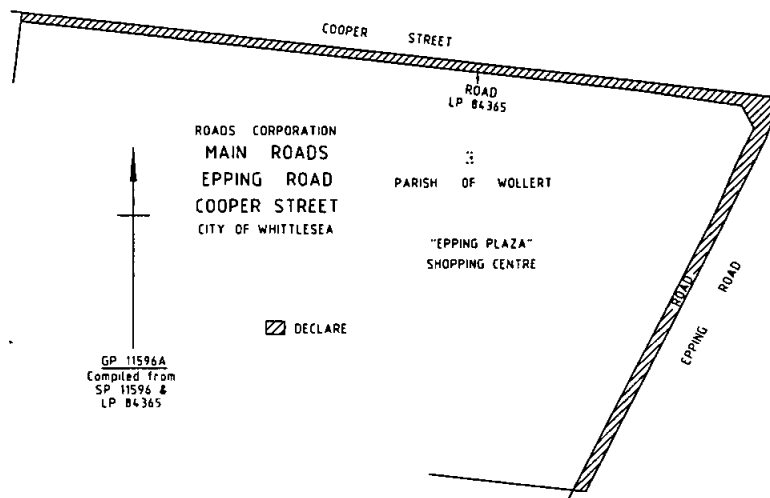 COOPER STREET
ROAD
LP 84365
ROADS CORPORATION
MAIN ROADS
EPPING ROAD
COOPER STREET
CITY OF WHITTLESEA
3
PARISH OF WOLLERT
"EPPING PLAZA"
SHOPPING CENTRE
DECLARE
ROAD
EPPING ROAD
GP 11596A
Compiled from
SP 11596 &
LP 84365